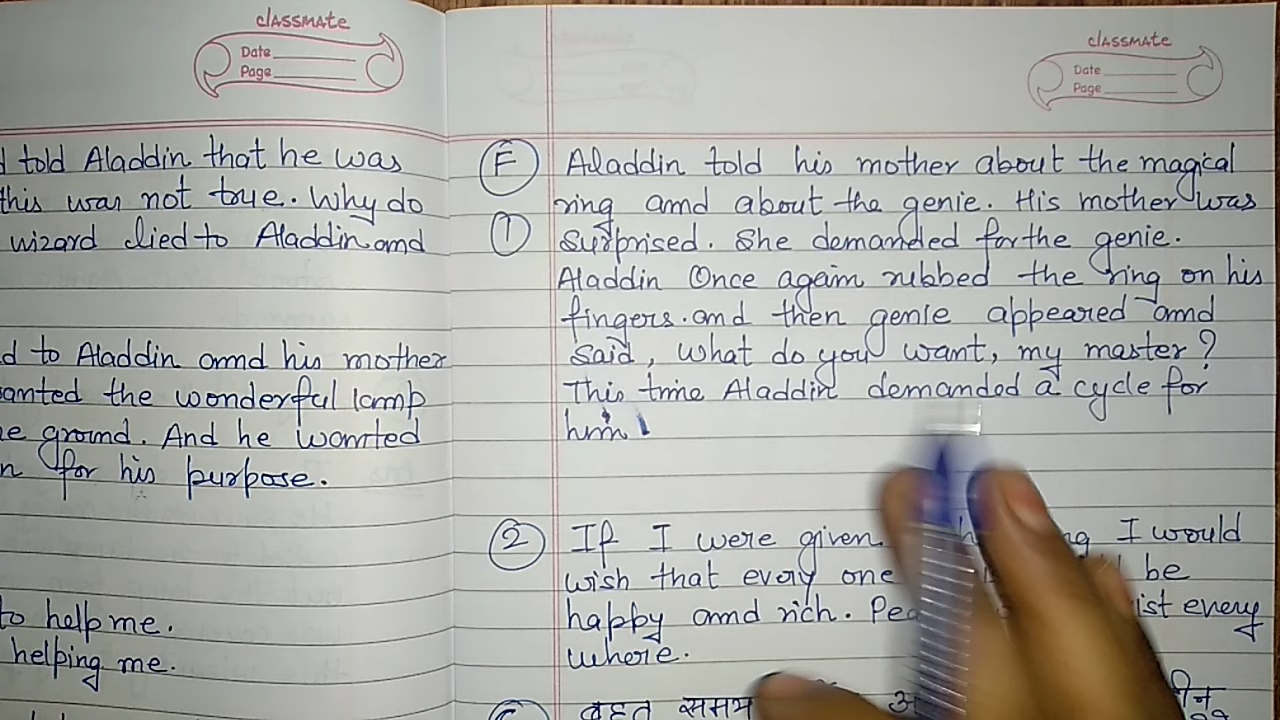 classmate
Date
Page
told Aladdin that he was
this was not true. Why do
wizard lied to Aladdin and
d to Aladdin and his mother
anted the wonderful lamp
e ground. And he wanted
n for his purpose.
to help me.
helping me.
classmate
Date
Page
F Aladdin told his mother about the magical
ring and about the genie. His mother was
1 surprised. She demanded for the genie.
Aladdin Once again rubbed the ring on his
fingers. and then genie appeared and
said, What do you want, my master?
This time Aladdin demanded a cycle for
him
2 If I were given I would
wish that every one be
happy and rich. every
where.
बहुत समय